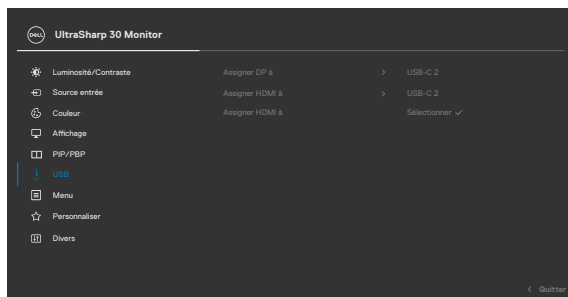 DELL UltraSharp 30 Monitor
Luminosité/Contraste Assigner DP à > USB-C 2
Source entrée Assigner HDMI à > USB-C 2
Couleur Assigner HDMI à Sélectionner ✓
Affichage
PIP/PBP
USB
Menu
Personnaliser
Divers
< Quitter